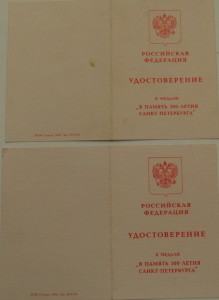 РОССИЙСКАЯ
ФЕДЕРАЦИЯ
УДОСТОВЕРЕНИЕ
К МЕДАЛИ
"В ПАМЯТЬ 300-ЛЕТИЯ
САНКТ-ПЕТЕРБУРГА"
РОССИЙСКАЯ
ФЕДЕРАЦИЯ
УДОСТОВЕРЕНИЕ
К МЕДАЛИ
"В ПАМЯТЬ 300-ЛЕТИЯ
САНКТ-ПЕТЕРБУРГА"